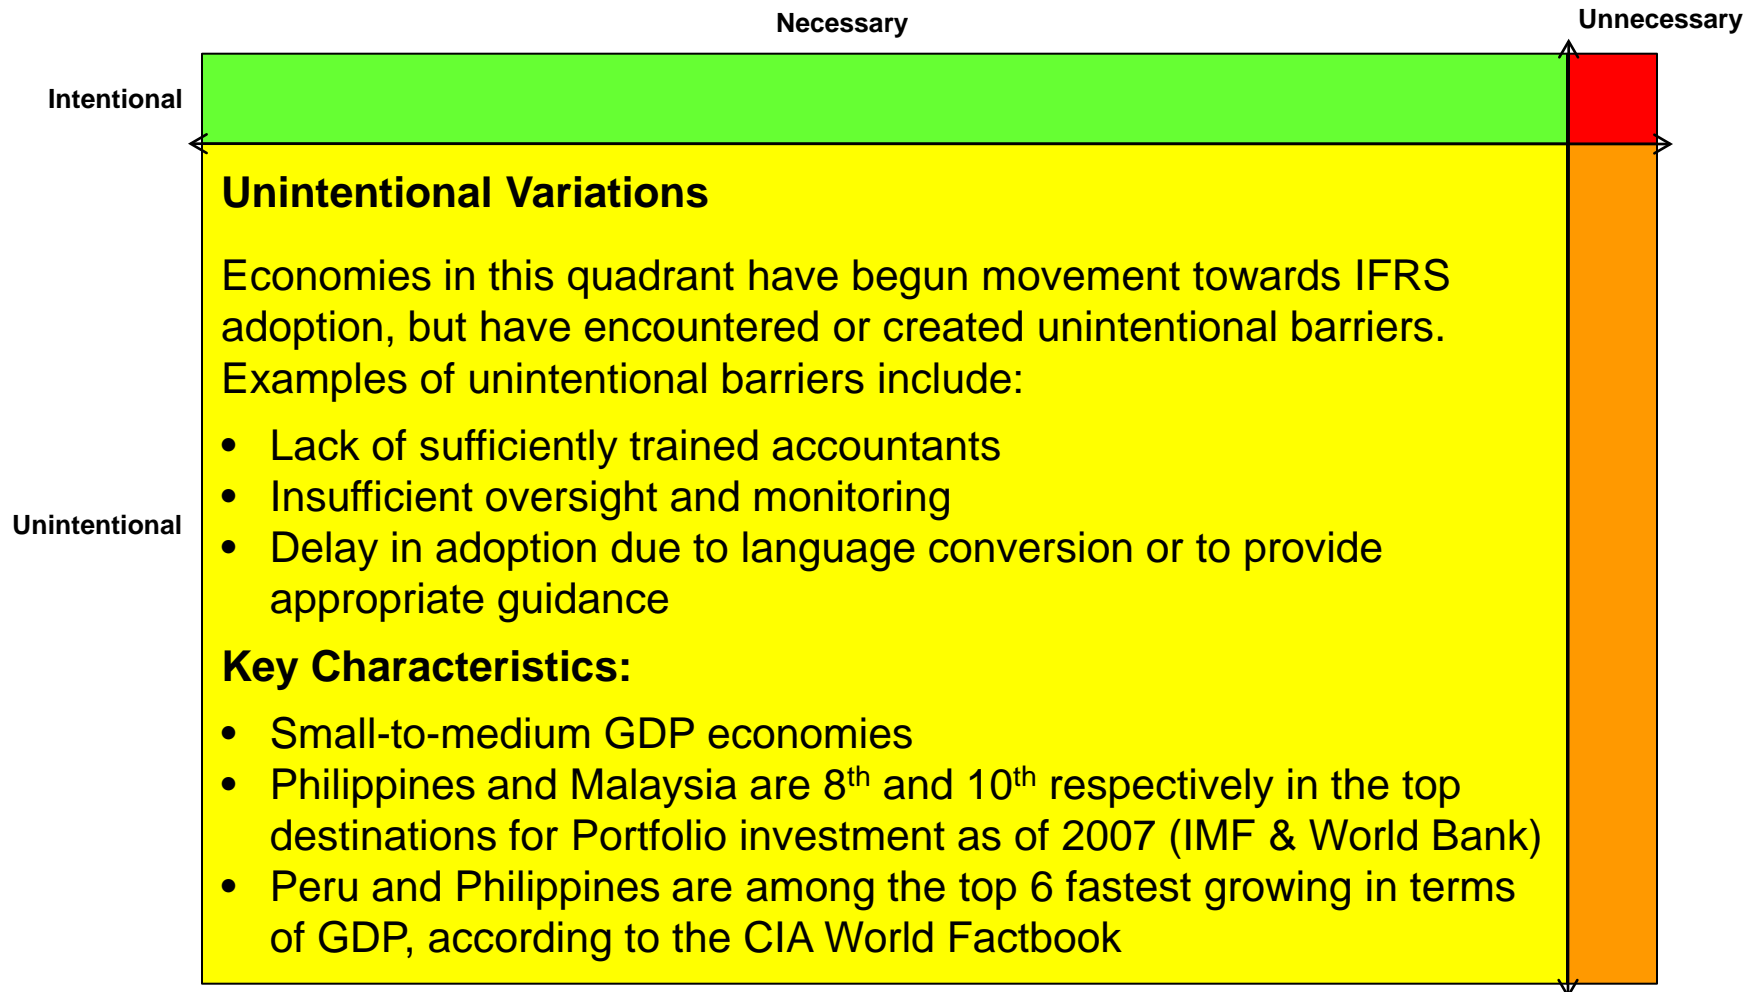 Necessary
Unnecessary
Intentional
Unintentional Variations
Economies in this quadrant have begun movement towards IFRS
adoption, but have encountered or created unintentional barriers.
Examples of unintentional barriers include:
• Lack of sufficiently trained accountants
• Insufficient oversight and monitoring
Unintentional
• Delay in adoption due to language conversion or to provide
appropriate guidance
Key Characteristics:
• Small-to-medium GDP economies
• Philippines and Malaysia are 8th and 10th respectively in the top
destinations for Portfolio investment as of 2007 (IMF & World Bank)
• Peru and Philippines are among the top 6 fastest growing in terms
of GDP, according to the CIA World Factbook